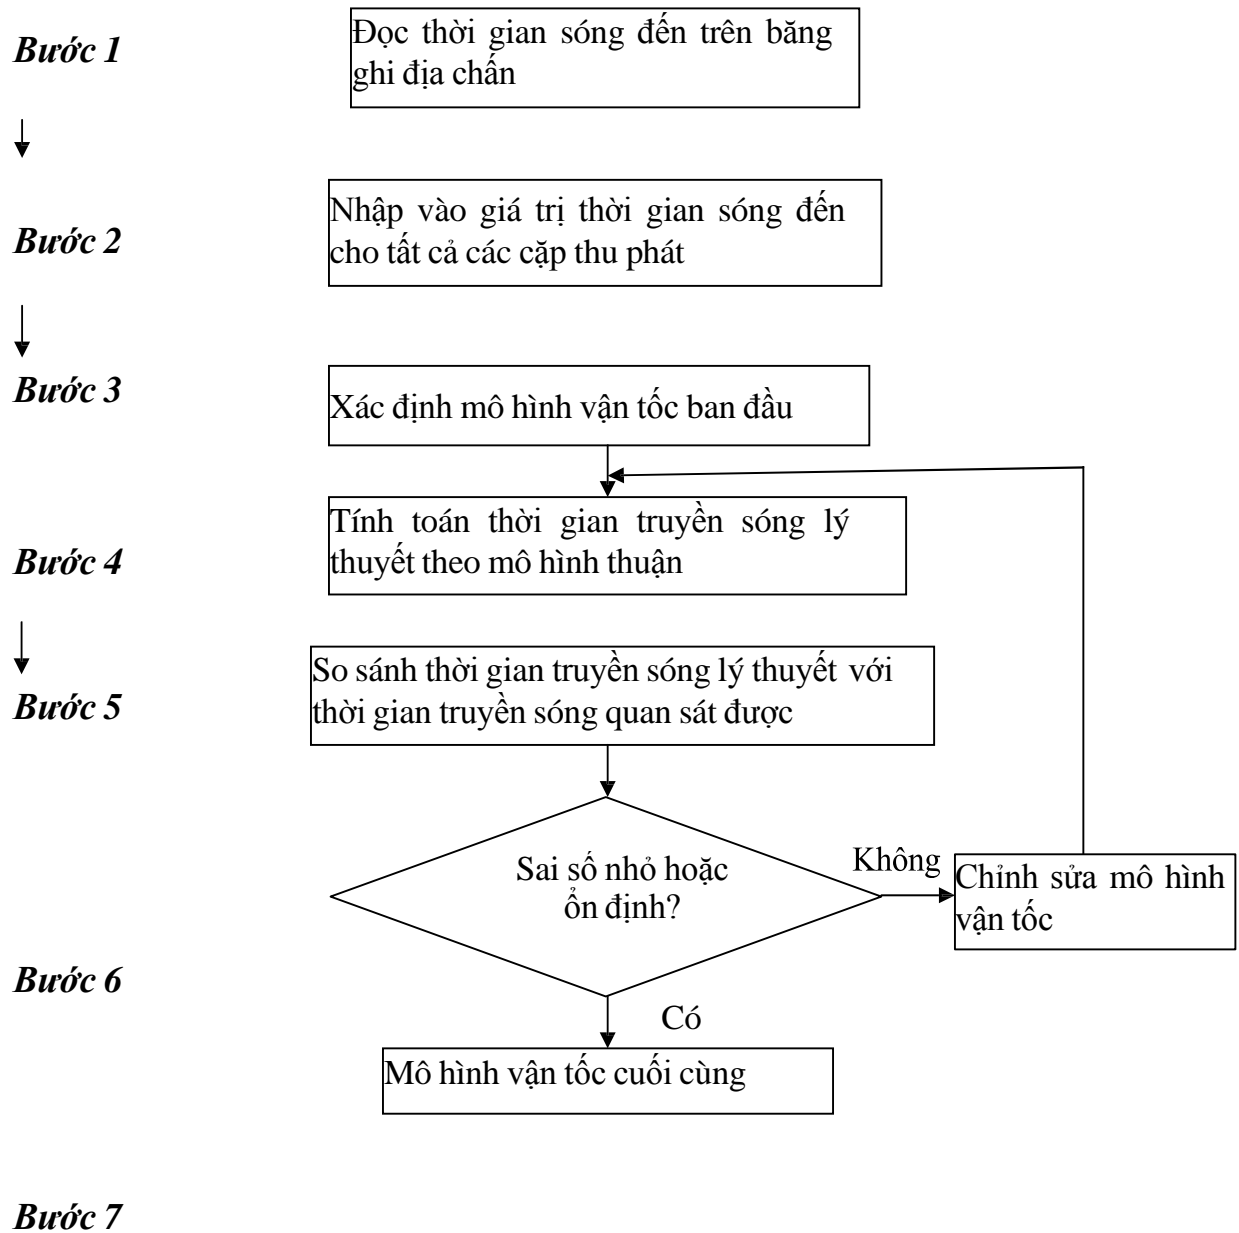 Bước 1
Đọc thời gian sóng đến trên băng
ghi địa chấn
Bước 2
Nhập vào giá trị thời gian sóng đến
cho tất cả các cặp thu phát
Bước 3
Xác định mô hình vận tốc ban đầu
Bước 4
Tính toán thời gian truyền sóng lý
thuyết theo mô hình thuận
Bước 5
So sánh thời gian truyền sóng lý thuyết với
thời gian truyền sóng quan sát được
Sai số nhỏ hoặc
ổn định?
Không
Chỉnh sửa mô hình
vận tốc
Bước 6
Có
Mô hình vận tốc cuối cùng
Bước 7